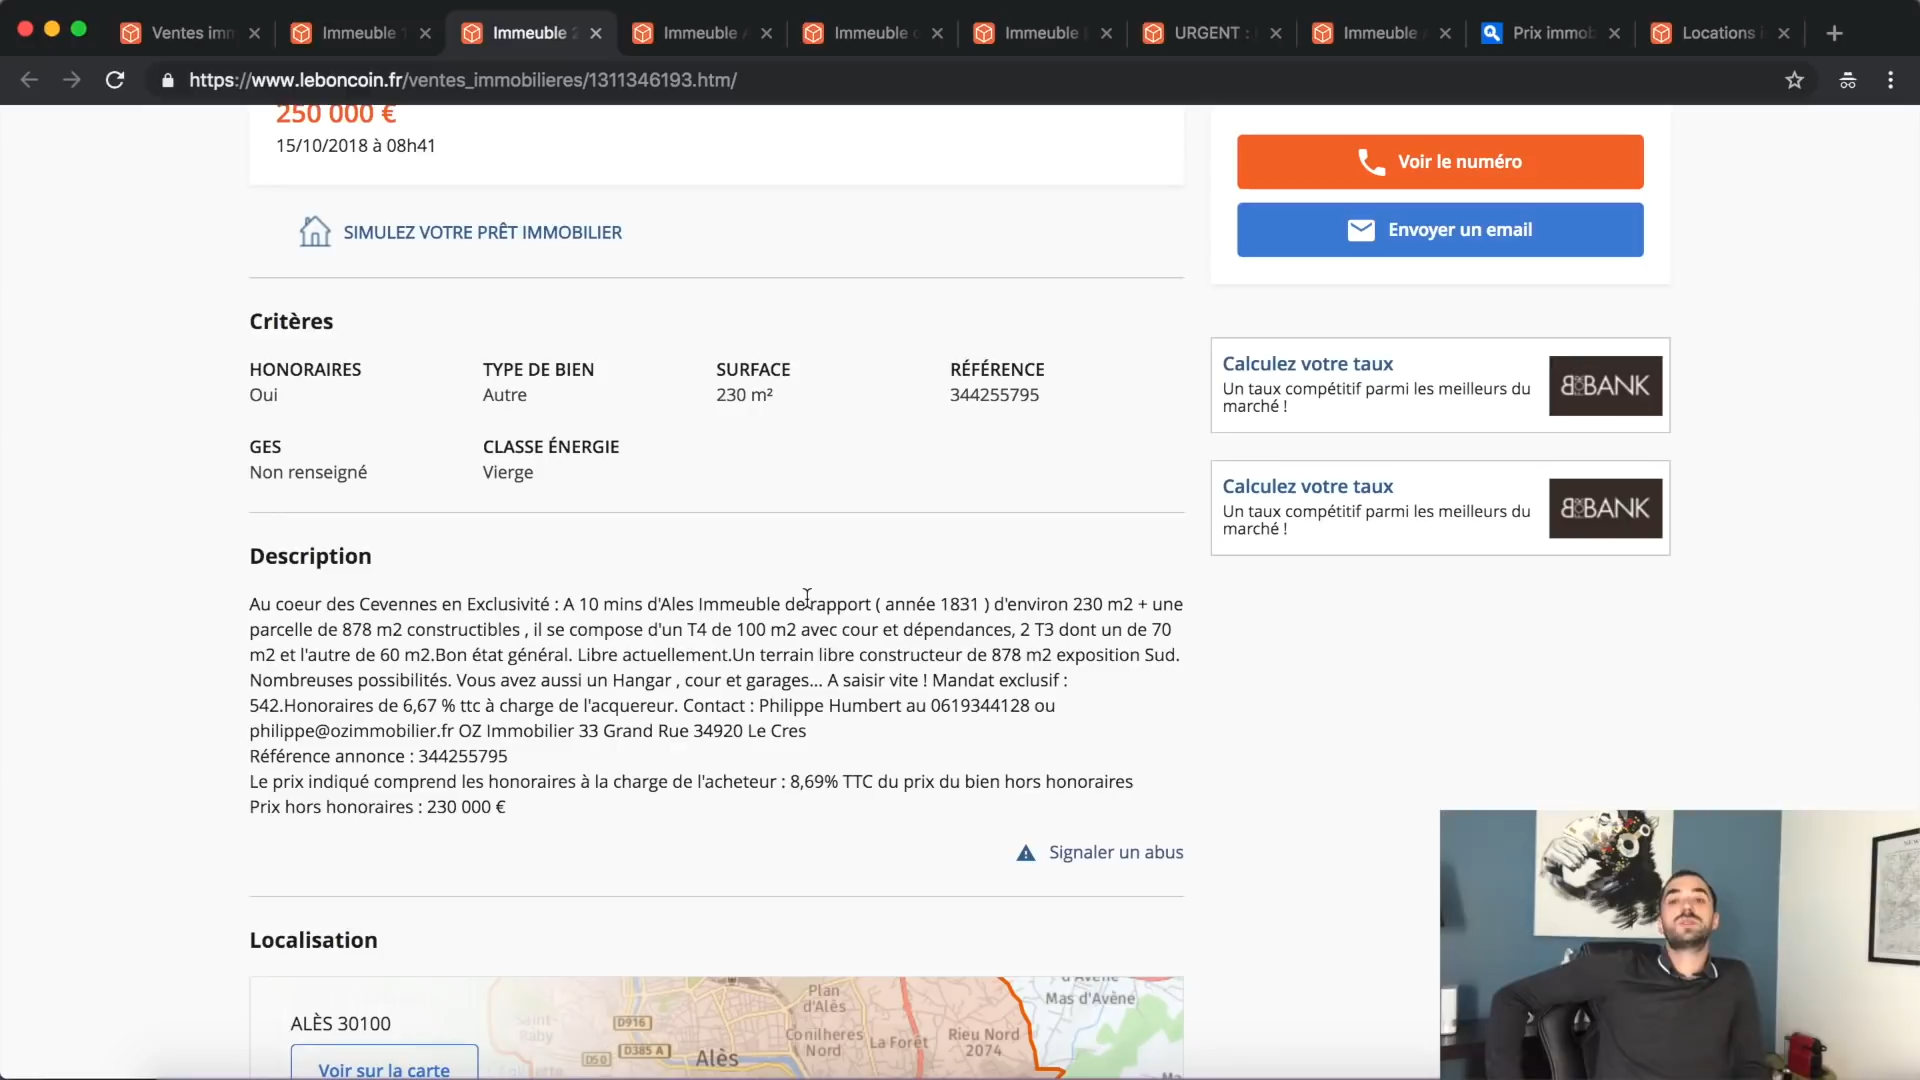 Ventes imm
Immeuble 1
Immeuble 2
Immeuble
Immeuble
Immeuble
URGENT :
Immeuble
Prix immob
Locations
https://www.leboncoin.fr/ventes_immobilieres/1311346193.htm/
250 000 €
15/10/2018 à 08h41
SIMULEZ VOTRE PRÊT IMMOBILIER
Voir le numéro
Envoyer un email
Critères
HONORAIRES
Oui
TYPE DE BIEN
Autre
SURFACE
230 m²
RÉFÉRENCE
344255795
GES
Non renseigné
CLASSE ÉNERGIE
Vierge
Calculez votre taux
Un taux compétitif parmi les meilleurs du
marché !
BforBANK
Calculez votre taux
Un taux compétitif parmi les meilleurs du
marché !
BforBANK
Description
Au coeur des Cevennes en Exclusivité : A 10 mins d'Ales Immeuble de rapport ( année 1831 ) d'environ 230 m2 + une
parcelle de 878 m2 constructibles , il se compose d'un T4 de 100 m2 avec cour et dépendances, 2 T3 dont un de 70
m2 et l'autre de 60 m2.Bon état général. Libre actuellement.Un terrain libre constructeur de 878 m2 exposition Sud.
Nombreuses possibilités. Vous avez aussi un Hangar , cour et garages... A saisir vite ! Mandat exclusif :
542.Honoraires de 6,67 % ttc à charge de l'acquereur. Contact : Philippe Humbert au 0619344128 ou
philippe@ozimmobilier.fr OZ Immobilier 33 Grand Rue 34920 Le Cres
Référence annonce : 344255795
Le prix indiqué comprend les honoraires à la charge de l'acheteur : 8,69% TTC du prix du bien hors honoraires
Prix hors honoraires : 230 000 €
Signaler un abus
Localisation
ALÈS 30100
Voir sur la carte
Saint-
Raby
D916
D50
D385 A
Alès
Plan
d'Alès
Conilheres
Nord
La Forêt
Rieu Nord
2074
d'Avène
Mas d'Avène